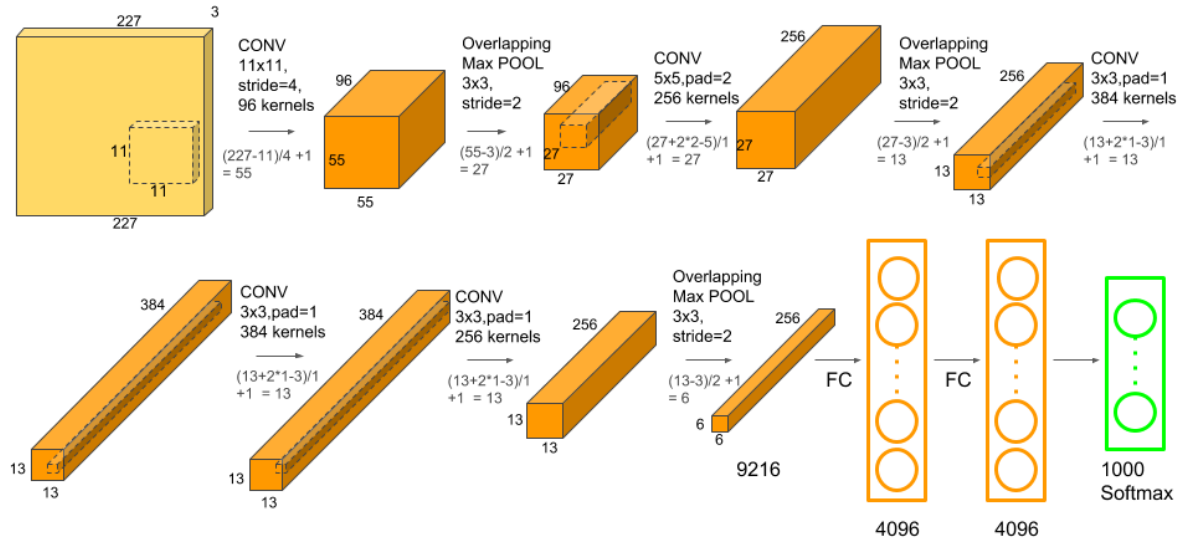 227
3
11
11
227
CONV
11x11,
stride=4,
96 kernels
(227-11)/4 +1
= 55
96
55
55
Overlapping
Max POOL
3x3,
stride=2
(55-3)/2 +1
= 27
96
27
27
CONV
5x5,pad=2
256 kernels
(27+2*2-5)/1
+1 = 27
256
27
27
Overlapping
Max POOL
3x3,
stride=2
(27-3)/2 +1
= 13
256
13
13
CONV
3x3,pad=1
384 kernels
(13+2*1-3)/1
+1 = 13
384
13
13
CONV
3x3,pad=1
384 kernels
(13+2*1-3)/1
+1 = 13
384
13
13
CONV
3x3,pad=1
256 kernels
(13+2*1-3)/1
+1 = 13
256
13
13
Overlapping
Max POOL
3x3,
stride=2
(13-3)/2 +1
= 6
256
6
6
9216
FC
4096
FC
4096
1000
Softmax